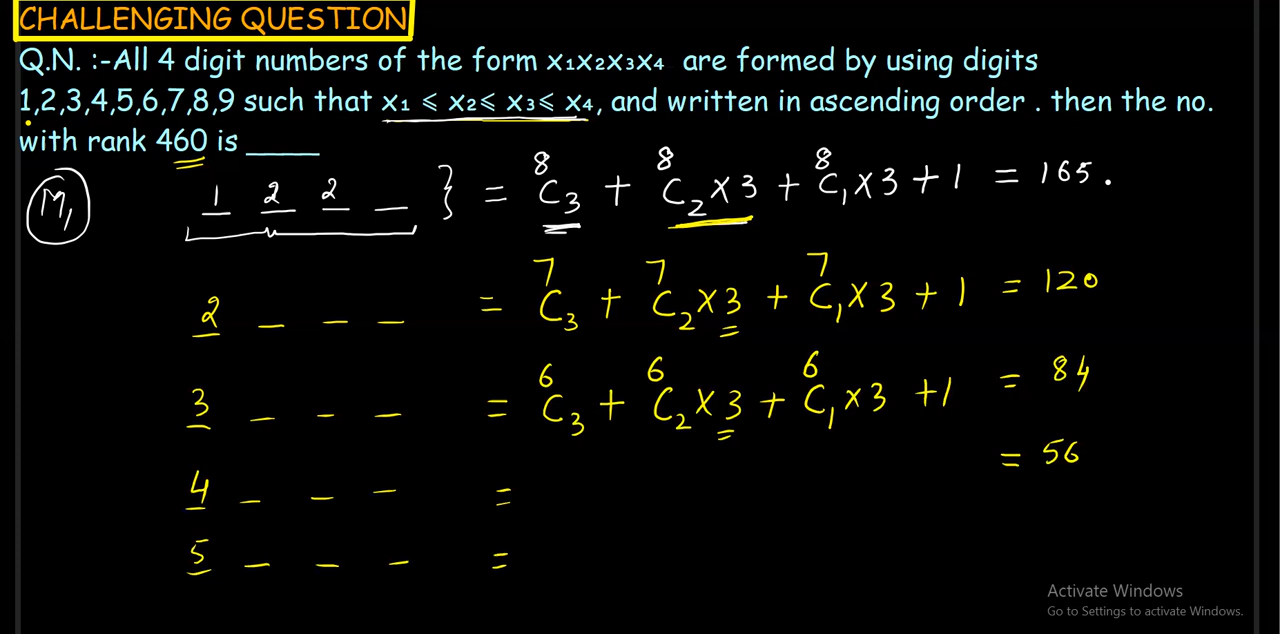 CHALLENGING QUESTION
Q.N. :-All 4 digit numbers of the form x₁x₂x₃x₄ are formed by using digits
1,2,3,4,5,6,7,8,9 such that x₁ ⩽ x₂⩽ x₃⩽ x₄, and written in ascending order . then the no.
with rank 460 is _____
M₁ 1 2 2 _ } = ⁸C₃ + ⁸C₂ x 3 + ⁸C₁ x 3 + 1 = 165.
2 _ _ _ = ⁷C₃ + ⁷C₂ x 3 + ⁷C₁ x 3 + 1 = 120
3 _ _ _ = ⁶C₃ + ⁶C₂ x 3 + ⁶C₁ x 3 + 1 = 84
4 _ _ _ = = 56
5 _ _ _ =
Activate Windows
Go to Settings to activate Windows.